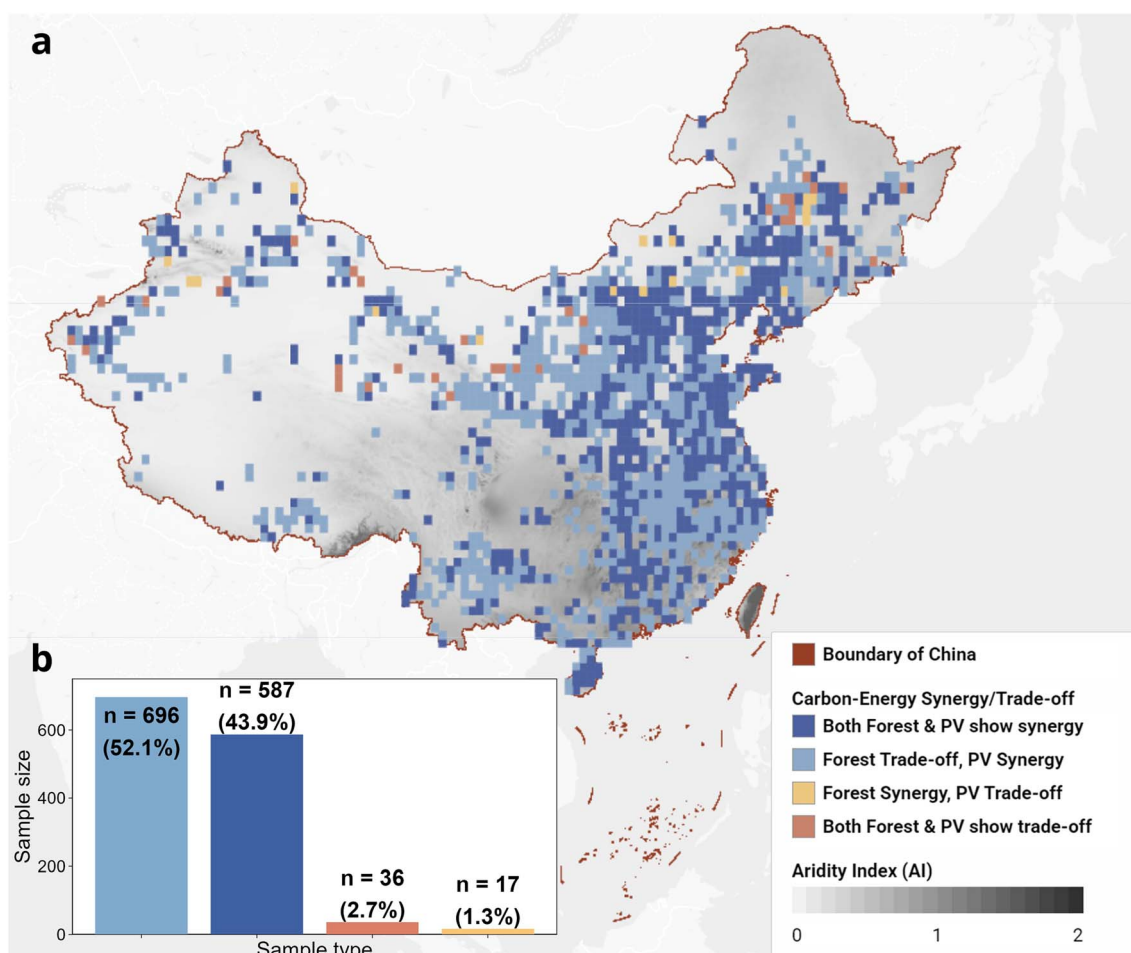 a
b
n = 696
(52.1%)
n = 587
(43.9%)
n = 36
(2.7%)
n = 17
(1.3%)
Sample size
600
400
200
0
Sample type
Boundary of China
Carbon-Energy Synergy/Trade-off
Both Forest & PV show synergy
Forest Trade-off, PV Synergy
Forest Synergy, PV Trade-off
Both Forest & PV show trade-off
Aridity Index (AI)
0 1 2